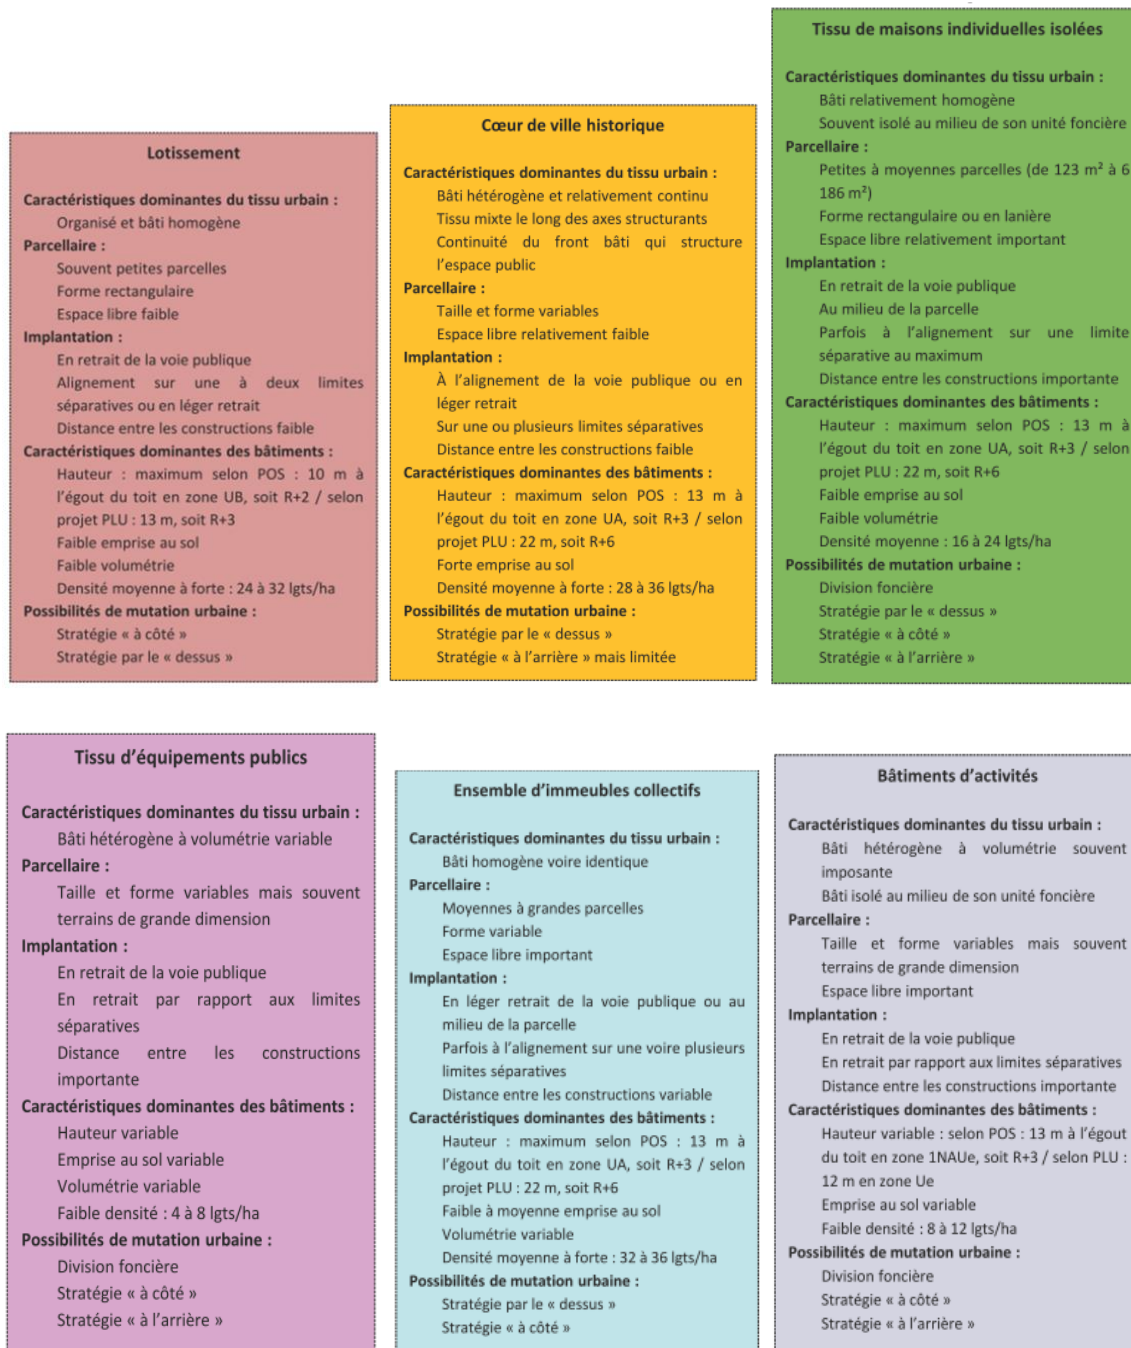 Lotissement
Caractéristiques dominantes du tissu urbain :
Organisé et bâti homogène
Parcellaire :
Souvent petites parcelles
Forme rectangulaire
Espace libre faible
Implantation :
En retrait de la voie publique
Alignement sur une à deux limites
séparatives ou en léger retrait
Distance entre les constructions faible
Caractéristiques dominantes des bâtiments :
Hauteur : maximum selon POS : 10 m à
l'égout du toit en zone UB, soit R+2 / selon
projet PLU : 13 m, soit R+3
Faible emprise au sol
Faible volumétrie
Densité moyenne à forte : 24 à 32 lgts/ha
Possibilités de mutation urbaine :
Stratégie « à côté »
Stratégie par le « dessus »
Cœur de ville historique
Caractéristiques dominantes du tissu urbain :
Bâti hétérogène et relativement continu
Tissu mixte le long des axes structurants
Continuité du front bâti qui structure
l'espace public
Parcellaire :
Taille et forme variables
Espace libre relativement faible
Implantation :
À l'alignement de la voie publique ou en
léger retrait
Sur une ou plusieurs limites séparatives
Distance entre les constructions faible
Caractéristiques dominantes des bâtiments :
Hauteur : maximum selon POS : 13 m à
l'égout du toit en zone UA, soit R+3 / selon
projet PLU : 22 m, soit R+6
Forte emprise au sol
Densité moyenne à forte : 28 à 36 lgts/ha
Possibilités de mutation urbaine :
Stratégie par le « dessus »
Stratégie « à l'arrière » mais limitée
Tissu de maisons individuelles isolées
Caractéristiques dominantes du tissu urbain :
Bâti relativement homogène
Souvent isolé au milieu de son unité foncière
Parcellaire :
Petites à moyennes parcelles (de 123 m² à 6
186 m²)
Forme rectangulaire ou en lanière
Espace libre relativement important
Implantation :
En retrait de la voie publique
Au milieu de la parcelle
Parfois à l'alignement sur une limite
séparative au maximum
Distance entre les constructions importante
Caractéristiques dominantes des bâtiments :
Hauteur : maximum selon POS : 13 m à
l'égout du toit en zone UA, soit R+3 / selon
projet PLU : 22 m, soit R+6
Faible emprise au sol
Faible volumétrie
Densité moyenne : 16 à 24 lgts/ha
Possibilités de mutation urbaine :
Division foncière
Stratégie par le « dessus »
Stratégie « à côté »
Stratégie « à l'arrière »
Tissu d'équipements publics
Caractéristiques dominantes du tissu urbain :
Bâti hétérogène à volumétrie variable
Parcellaire :
Taille et forme variables mais souvent
terrains de grande dimension
Implantation :
En retrait de la voie publique
En retrait par rapport aux limites
séparatives
Distance entre les constructions
importante
Caractéristiques dominantes des bâtiments :
Hauteur variable
Emprise au sol variable
Volumétrie variable
Faible densité : 4 à 8 lgts/ha
Possibilités de mutation urbaine :
Division foncière
Stratégie « à côté »
Stratégie « à l'arrière »
Ensemble d'immeubles collectifs
Caractéristiques dominantes du tissu urbain :
Bâti homogène voire identique
Parcellaire :
Moyennes à grandes parcelles
Forme variable
Espace libre important
Implantation :
En léger retrait de la voie publique ou au
milieu de la parcelle
Parfois à l'alignement sur une voire plusieurs
limites séparatives
Distance entre les constructions variable
Caractéristiques dominantes des bâtiments :
Hauteur : maximum selon POS : 13 m à
l'égout du toit en zone UA, soit R+3 / selon
projet PLU : 22 m, soit R+6
Faible à moyenne emprise au sol
Volumétrie variable
Densité moyenne à forte : 32 à 36 lgts/ha
Possibilités de mutation urbaine :
Stratégie par le « dessus »
Stratégie « à côté »
Bâtiments d'activités
Caractéristiques dominantes du tissu urbain :
Bâti hétérogène à volumétrie souvent
imposante
Bâti isolé au milieu de son unité foncière
Parcellaire :
Taille et forme variables mais souvent
terrains de grande dimension
Espace libre important
Implantation :
En retrait de la voie publique
En retrait par rapport aux limites séparatives
Distance entre les constructions importante
Caractéristiques dominantes des bâtiments :
Hauteur variable : selon POS : 13 m à l'égout
du toit en zone 1NAUe, soit R+3 / selon PLU :
12 m en zone Ue
Emprise au sol variable
Faible densité : 8 à 12 lgts/ha
Possibilités de mutation urbaine :
Division foncière
Stratégie « à côté »
Stratégie « à l'arrière »